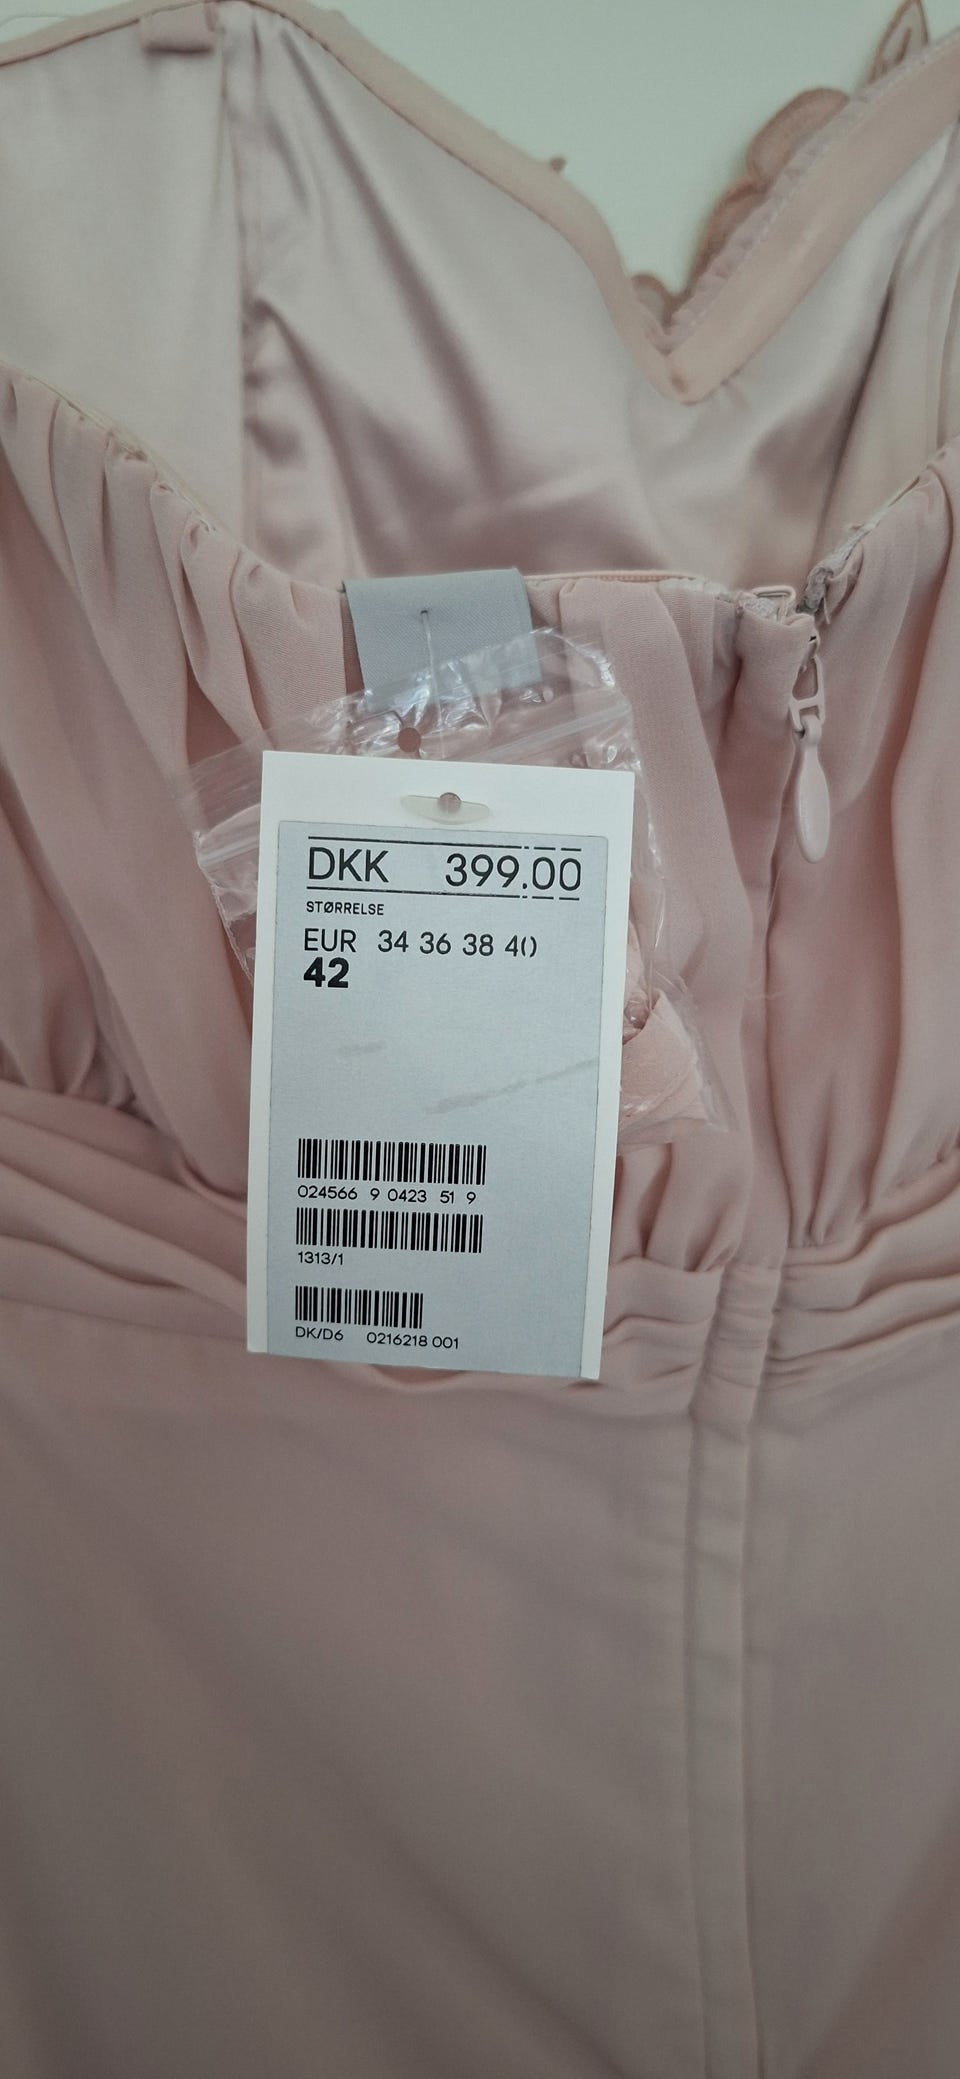 DKK 399.00
STØRRELSE
EUR 34 36 38 40
42
024566 9 0423 51 9
1313/1
DK/D6 0216218 001